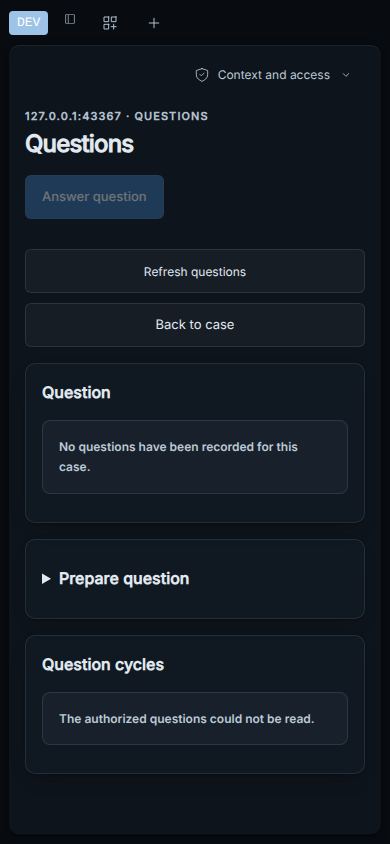 DEV
Context and access
127.0.0.1:43367 · QUESTIONS
Questions
Answer question
Refresh questions
Back to case
Question
No questions have been recorded for this
case.
Prepare question
Question cycles
The authorized questions could not be read.